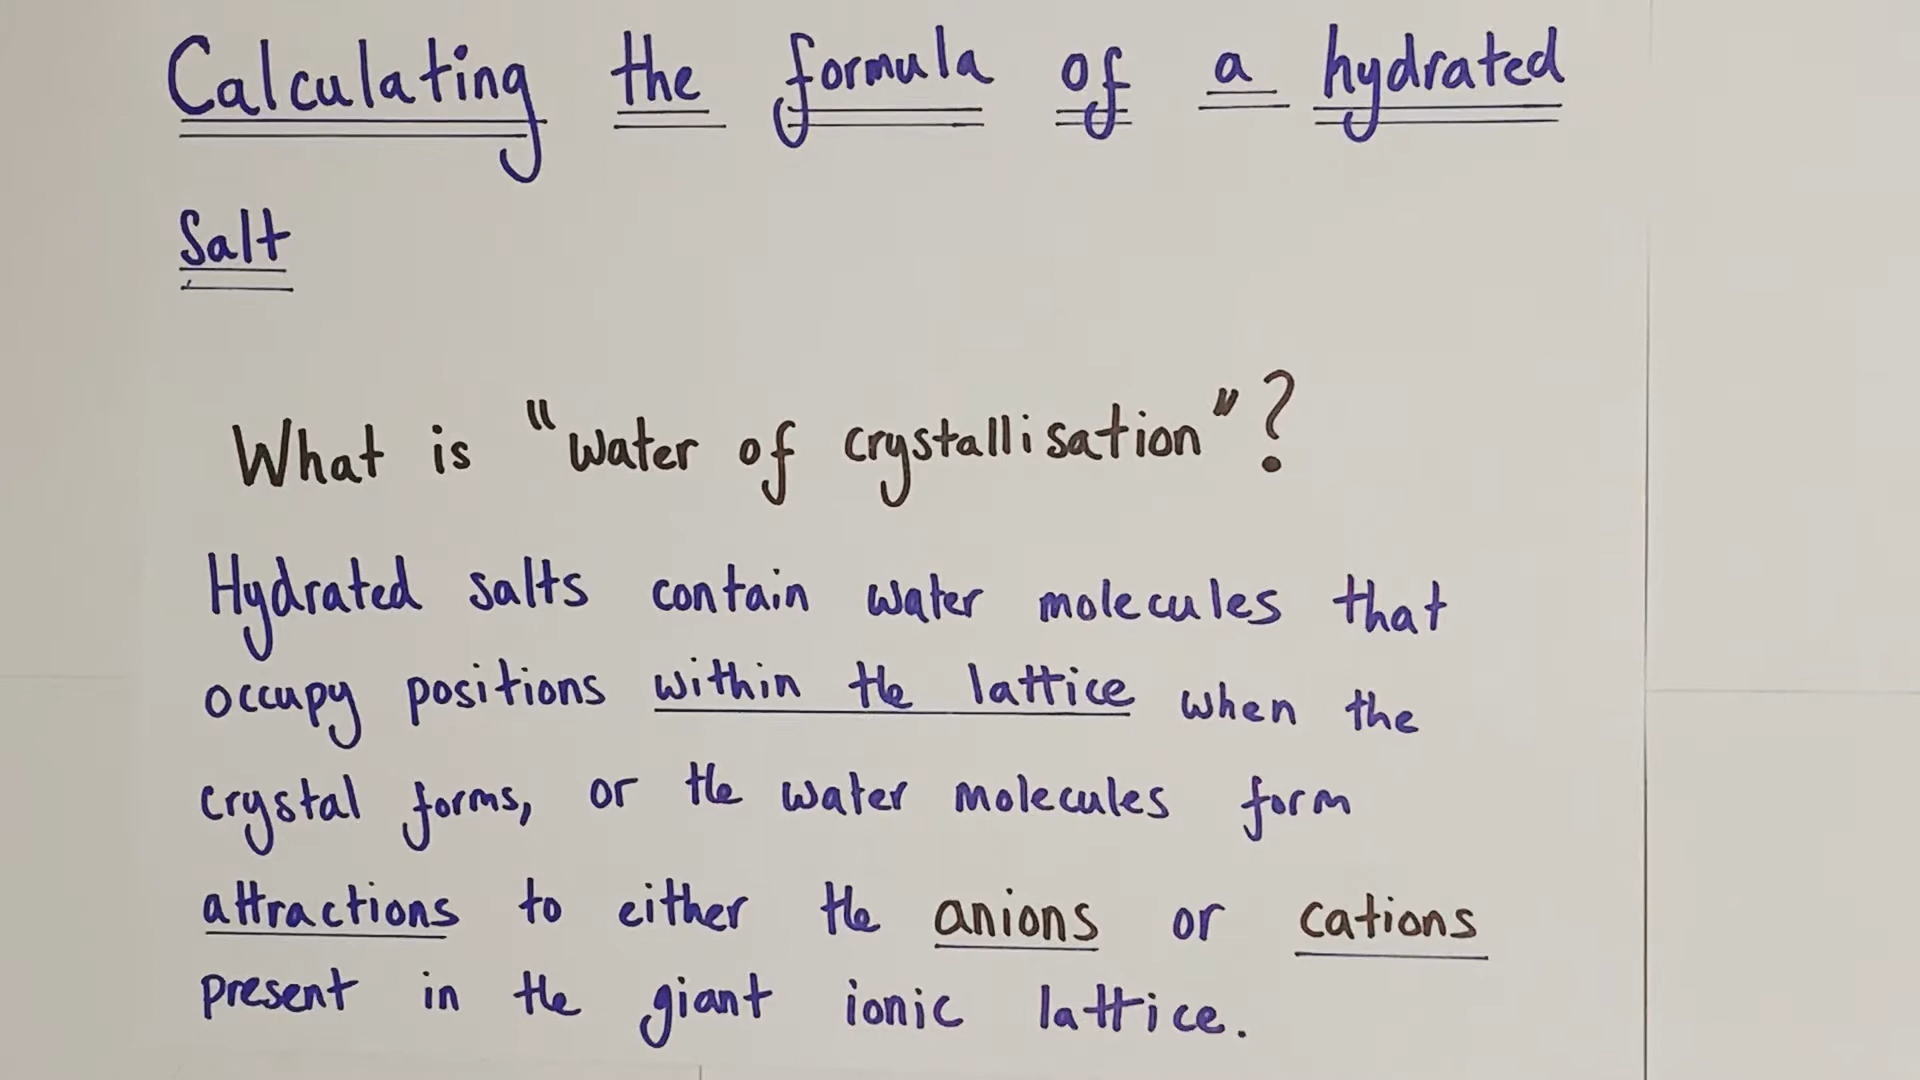 Calculating the formula of a hydrated
Salt
What is "water of crystallisation"?
Hydrated salts contain water molecules that
occupy positions within the lattice when the
crystal forms, or the water molecules form
attractions to either the anions or cations
present in the giant ionic lattice.